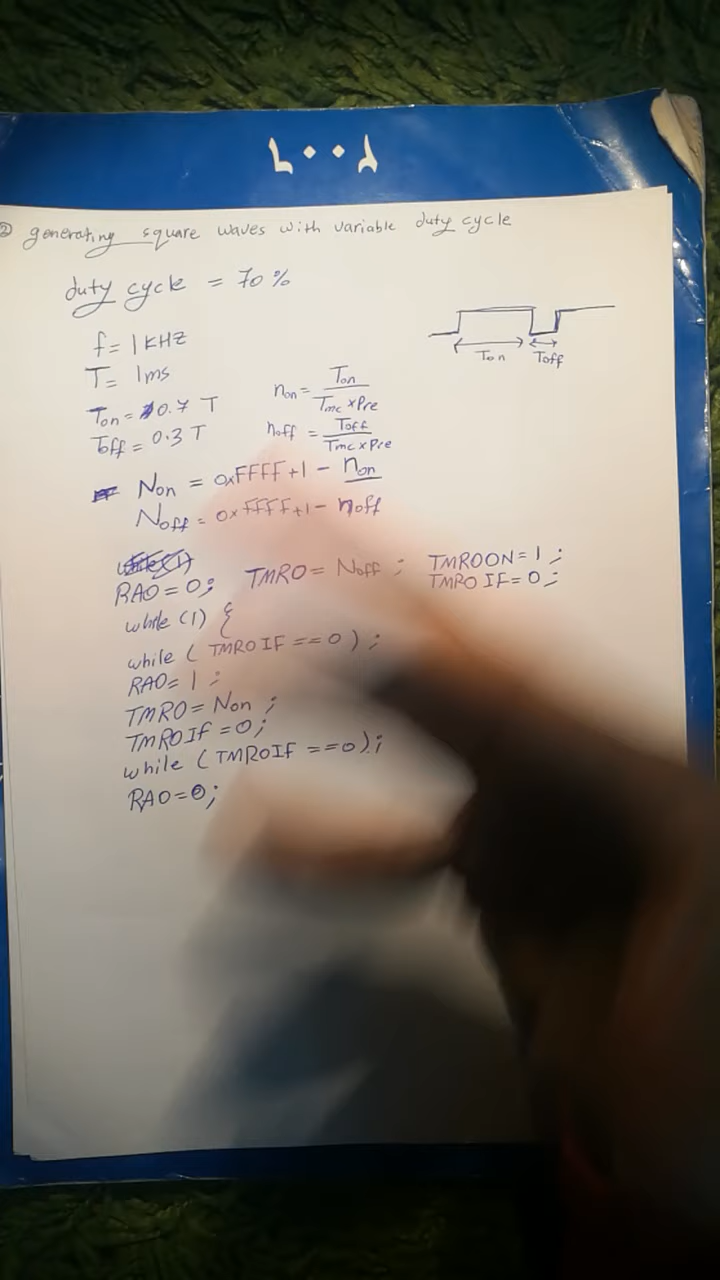 ② generating square waves with variable duty cycle
duty cycle = 70 %
f = 1 KHZ
T = 1ms
Ton = 0.7 T
Toff = 0.3 T
non = Ton / Tmc × Pre
noff = Toff / Tmc × Pre
Ton Toff
Non = 0xFFFF + 1 - non
Noff = 0xFFFF + 1 - noff
RA0 = 0; TMR0 = Noff ; TMR0ON = 1 ;
TMR0IF = 0 ;
while (1) {
while ( TMR0IF == 0 ) ;
RA0 = 1 ;
TMR0 = Non ;
TMR0If = 0;
while ( TMR0IF == 0 ) ;
RA0 = 0;